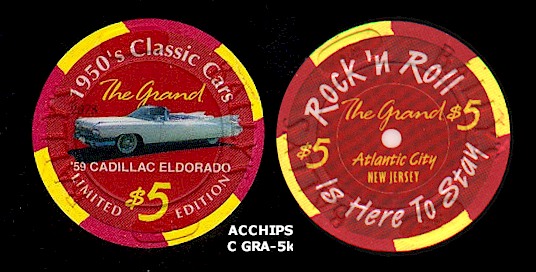 1950's Classic Cars
The Grand
'59 CADILLAC ELDORADO
$5
LIMITED EDITION
Rock 'n Roll
The Grand
$5
$5
Atlantic City
NEW JERSEY
Is Here To Stay
ACCHIPS
C GRA-5k